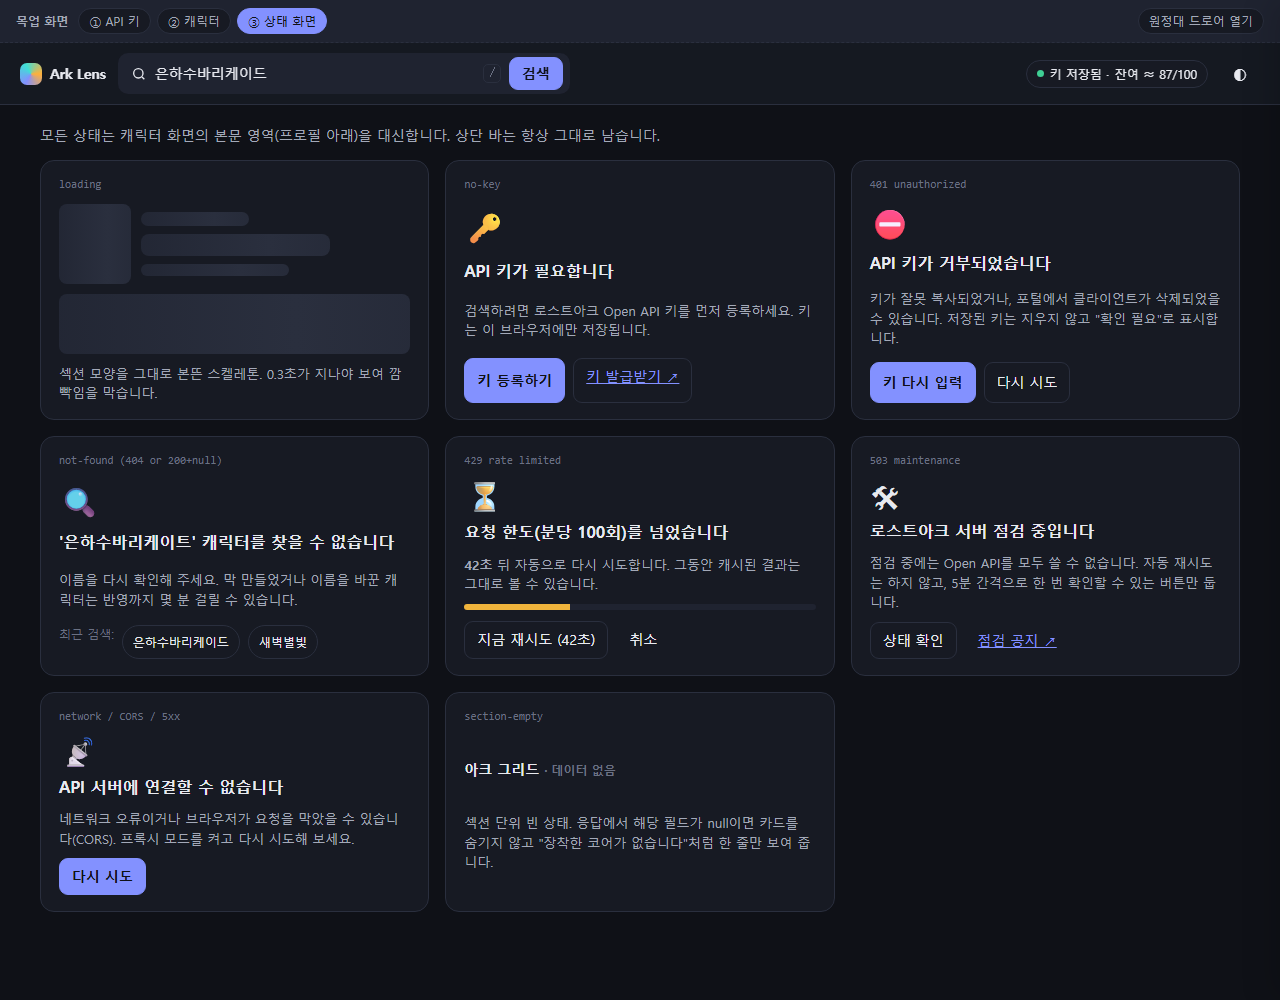 목업 화면
① API 키
② 캐릭터
③ 상태 화면
원정대 드로어 열기
Ark Lens
은하수바리케이드
/
검색
키 저장됨 · 잔여 ≈ 87/100
모든 상태는 캐릭터 화면의 본문 영역(프로필 아래)을 대신합니다. 상단 바는 항상 그대로 남습니다.
loading
섹션 모양을 그대로 본뜬 스켈레톤. 0.3초가 지나야 보여 깜
빡임을 막습니다.
no-key
API 키가 필요합니다
검색하려면 로스트아크 Open API 키를 먼저 등록하세요. 키
는 이 브라우저에만 저장됩니다.
키 등록하기
키 발급받기 ↗
401 unauthorized
API 키가 거부되었습니다
키가 잘못 복사되었거나, 포털에서 클라이언트가 삭제되었을
수 있습니다. 저장된 키는 지우지 않고 "확인 필요"로 표시합
니다.
키 다시 입력
다시 시도
not-found (404 or 200+null)
'은하수바리케이트' 캐릭터를 찾을 수 없습니다
이름을 다시 확인해 주세요. 막 만들었거나 이름을 바꾼 캐
릭터는 반영까지 몇 분 걸릴 수 있습니다.
최근 검색:
은하수바리케이드
새벽별빛
429 rate limited
요청 한도(분당 100회)를 넘었습니다
42초 뒤 자동으로 다시 시도합니다. 그동안 캐시된 결과는
그대로 볼 수 있습니다.
지금 재시도 (42초)
취소
503 maintenance
로스트아크 서버 점검 중입니다
점검 중에는 Open API를 모두 쓸 수 없습니다. 자동 재시도
는 하지 않고, 5분 간격으로 한 번 확인할 수 있는 버튼만 둡
니다.
상태 확인
점검 공지 ↗
network / CORS / 5xx
API 서버에 연결할 수 없습니다
네트워크 오류이거나 브라우저가 요청을 막았을 수 있습니
다(CORS). 프록시 모드를 켜고 다시 시도해 보세요.
다시 시도
section-empty
아크 그리드 · 데이터 없음
섹션 단위 빈 상태. 응답에서 해당 필드가 null이면 카드를
숨기지 않고 "장착한 코어가 없습니다"처럼 한 줄만 보여 줍
니다.